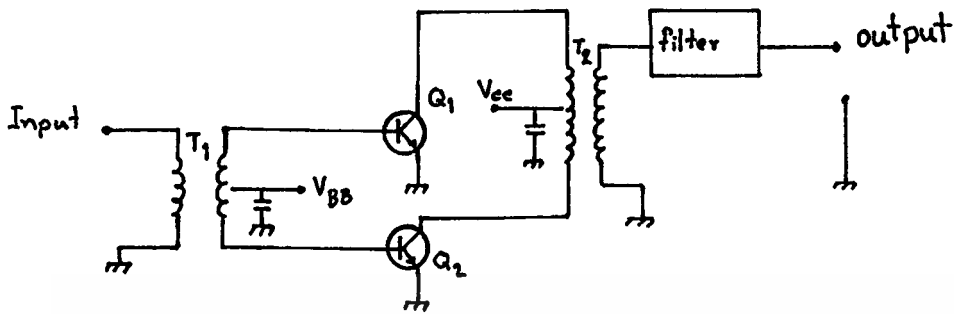 Input
T1
Q1
VBB
Q2
Vcc
T2
filter
output